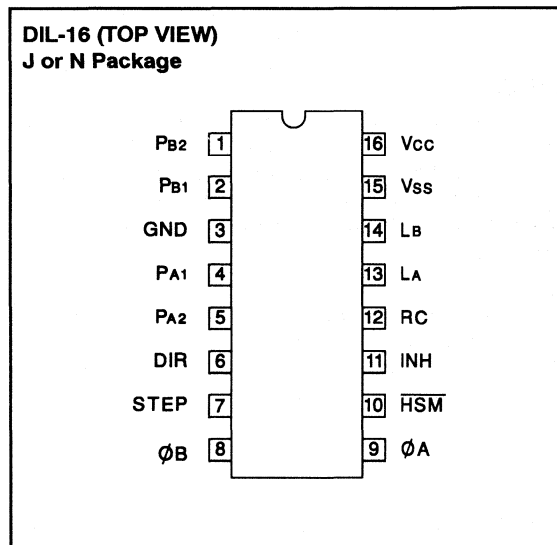 DIL-16 (TOP VIEW)
J or N Package
PB2 1 16 Vcc
PB1 2 15 Vss
GND 3 14 LB
PA1 4 13 LA
PA2 5 12 RC
DIR 6 11 INH
STEP 7 10 HSM
ØB 8 9 ØA